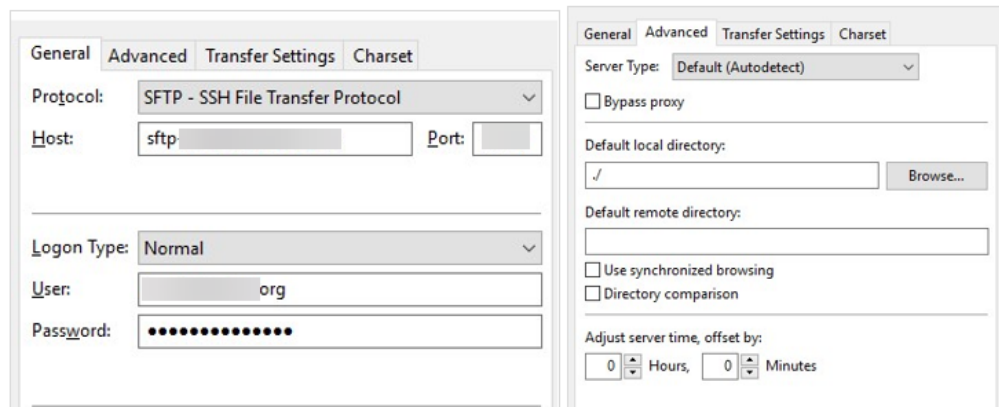 General Advanced Transfer Settings Charset
Protocol: SFTP - SSH File Transfer Protocol
Host: sftp- Port:
Logon Type: Normal
User: org
Password: ●●●●●●●●●●●●●●
General Advanced Transfer Settings Charset
Server Type: Default (Autodetect)
Bypass proxy
Default local directory:
./ Browse...
Default remote directory:
Use synchronized browsing
Directory comparison
Adjust server time, offset by:
0 Hours, 0 Minutes